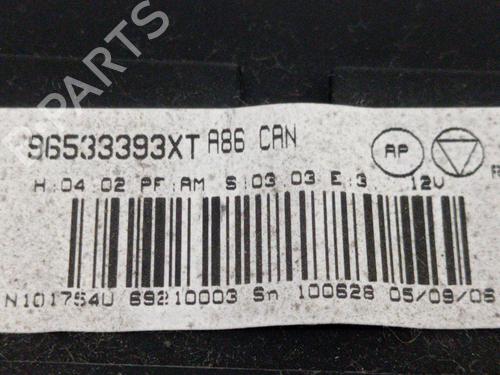 96533393XT A86 CAN
AP
H:04.02 PF:AM S:03.03 E:3 12V
N101754U 69210003 Sn 100628 05/09/06